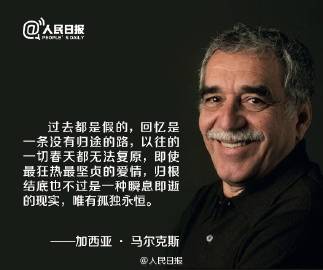 @人民日报
PEOPLE'S DAILY
过去都是假的，回忆是
一条没有归途的路，以往的
一切春天都无法复原，即使
最狂热最坚贞的爱情，归根
结底也不过是一种瞬息即逝
的现实，唯有孤独永恒。
——加西亚·马尔克斯
@人民日报